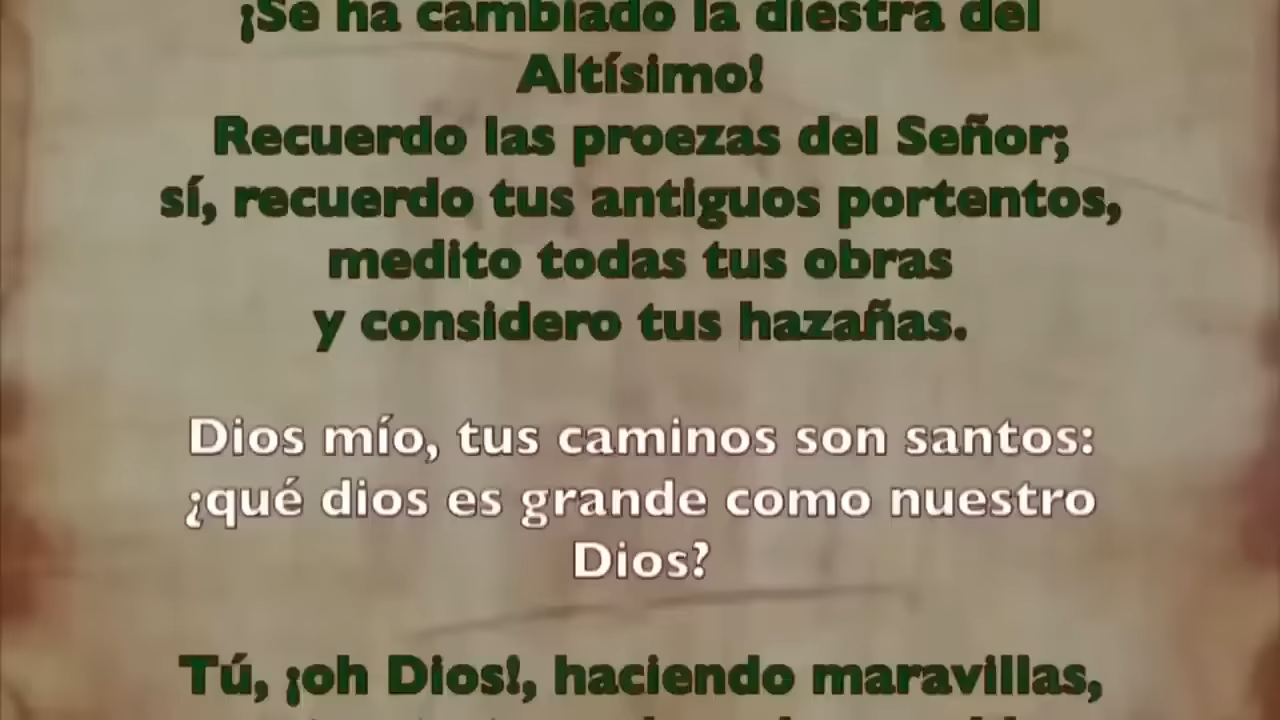 ¡Se ha cambiado la diestra del
Altísimo!
Recuerdo las proezas del Señor;
sí, recuerdo tus antiguos portentos,
medito todas tus obras
y considero tus hazañas.
Dios mío, tus caminos son santos:
¿qué dios es grande como nuestro
Dios?
Tú, ¡oh Dios!, haciendo maravillas,